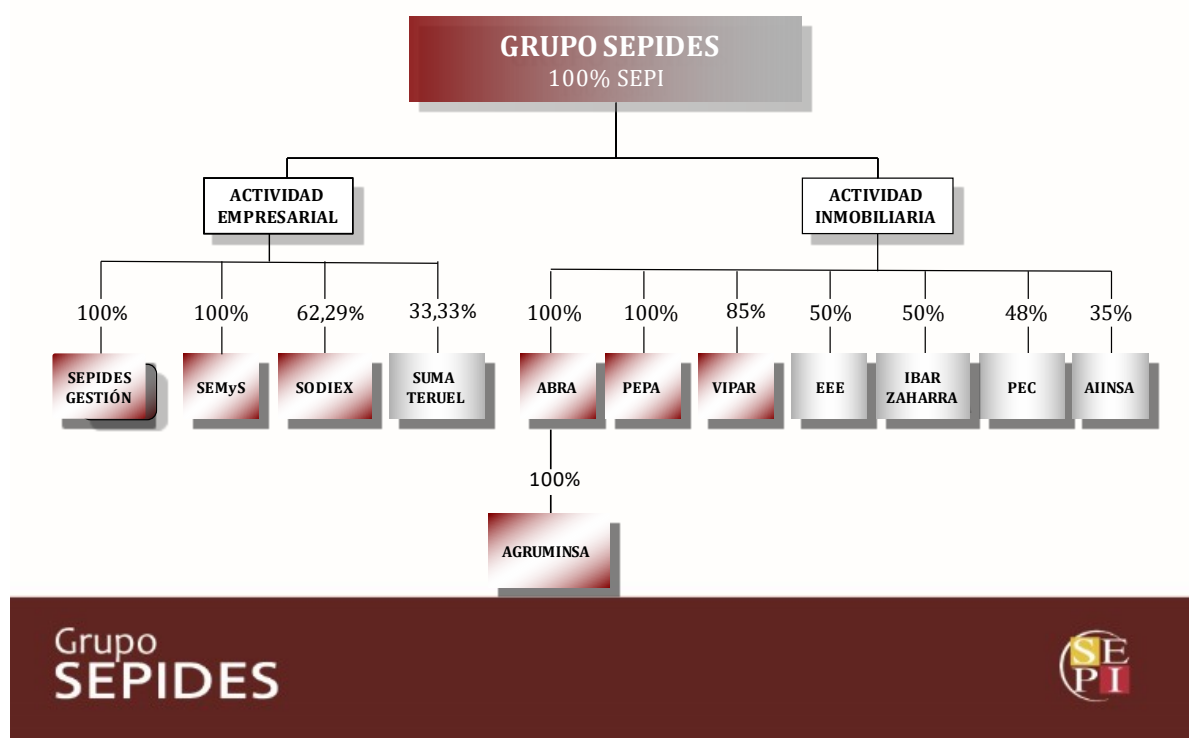 GRUPO SEPIDES
100% SEPI
ACTIVIDAD
EMPRESARIAL
ACTIVIDAD
INMOBILIARIA
100%
100%
62,29%
33,33%
100%
100%
85%
50%
50%
48%
35%
SEPIDES
GESTIÓN
SEMyS
SODIEX
SUMA
TERUEL
ABRA
PEPA
VIPAR
EEE
IBAR
ZAHARRA
PEC
AIINSA
100%
AGRUMINSA
Grupo
SEPIDES
SE
PI